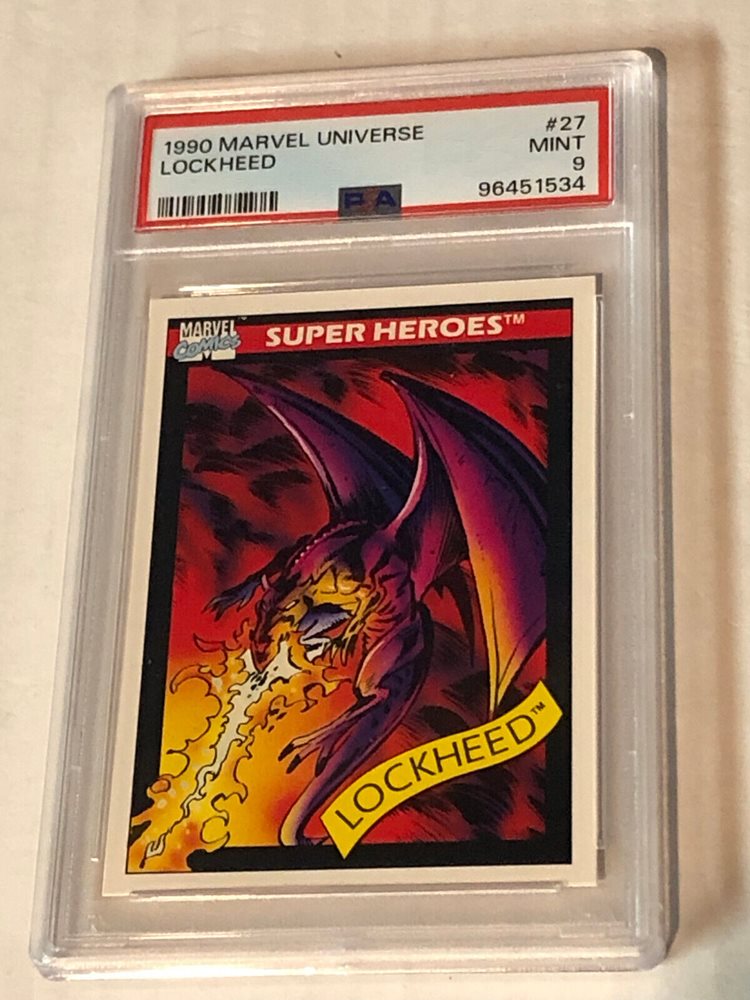 1990 MARVEL UNIVERSE #27
LOCKHEED MINT
9
96451534
MARVEL
COMICS
SUPER HEROES™
LOCKHEED™